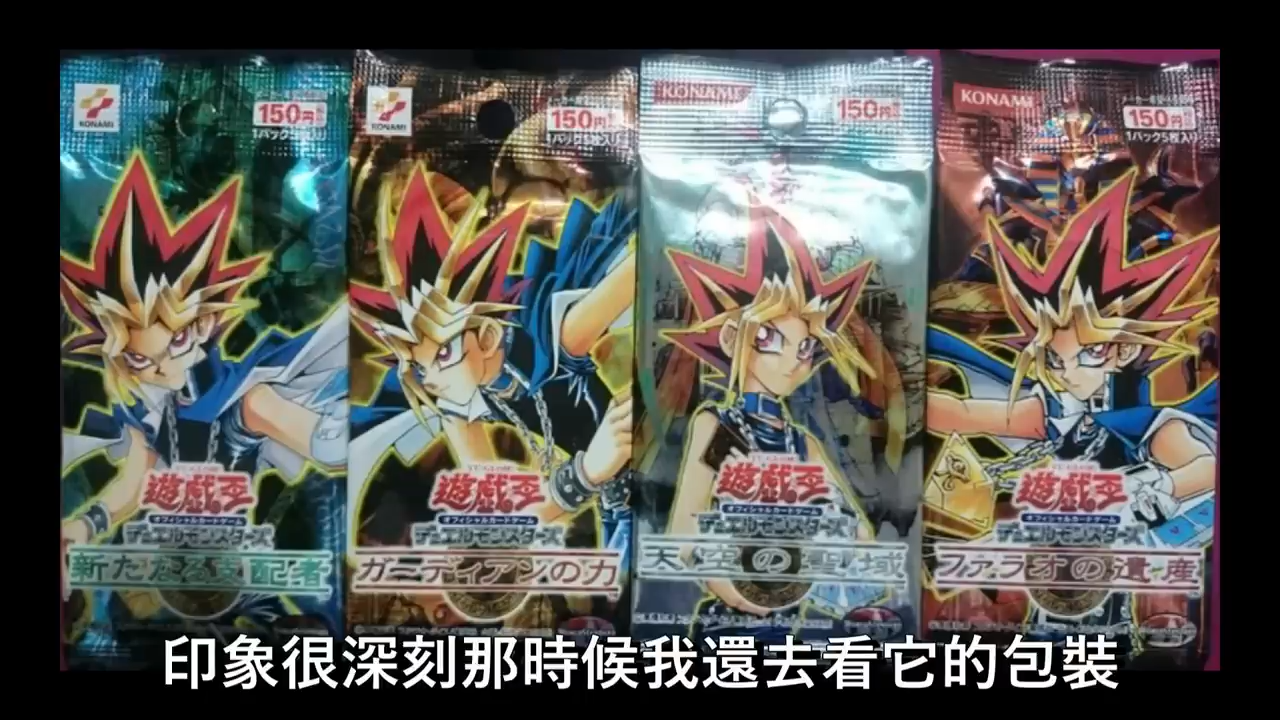 KONAMI
150円
KONAMI
150円
KONAMI
150円
KONAMI
150円
1パック5枚入り
遊戯王
オフィシャルカードゲーム
デュエルモンスターズ
新たなる支配者
遊戯王
オフィシャルカードゲーム
デュエルモンスターズ
ガーディアンの力
遊戯王
オフィシャルカードゲーム
デュエルモンスターズ
天空の聖域
遊戯王
オフィシャルカードゲーム
デュエルモンスターズ
ファラオの遺産
印象很深刻那時候我還去看它的包裝